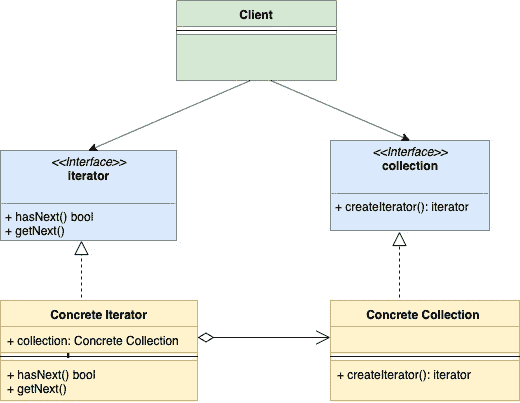 Client
<<Interface>>
iterator
+ hasNext() bool
+ getNext()
<<Interface>>
collection
+ createIterator(): iterator
Concrete Iterator
+ collection: Concrete Collection
+ hasNext() bool
+ getNext()
Concrete Collection
+ createIterator(): iterator